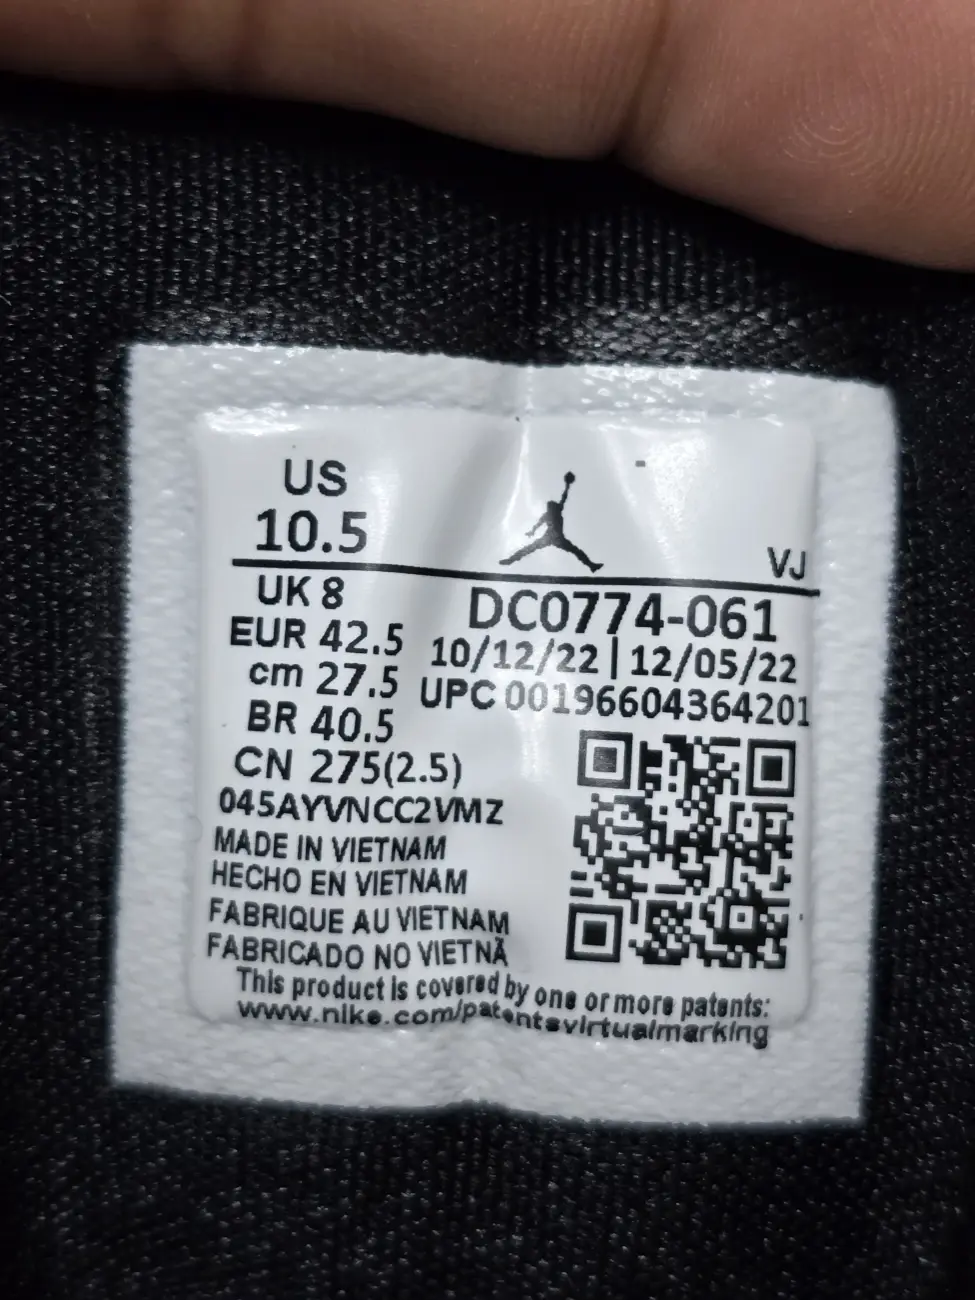 US
10.5
VJ
UK 8
DC0774-061
EUR 42.5
10/12/22 | 12/05/22
cm 27.5
UPC 00196604364201
BR 40.5
CN 275(2.5)
045AYVNCC2VMZ
MADE IN VIETNAM
HECHO EN VIETNAM
FABRIQUE AU VIETNAM
FABRICADO NO VIETNÃ
This product is covered by one or more patents:
www.nike.com/patentsvirtualmarking